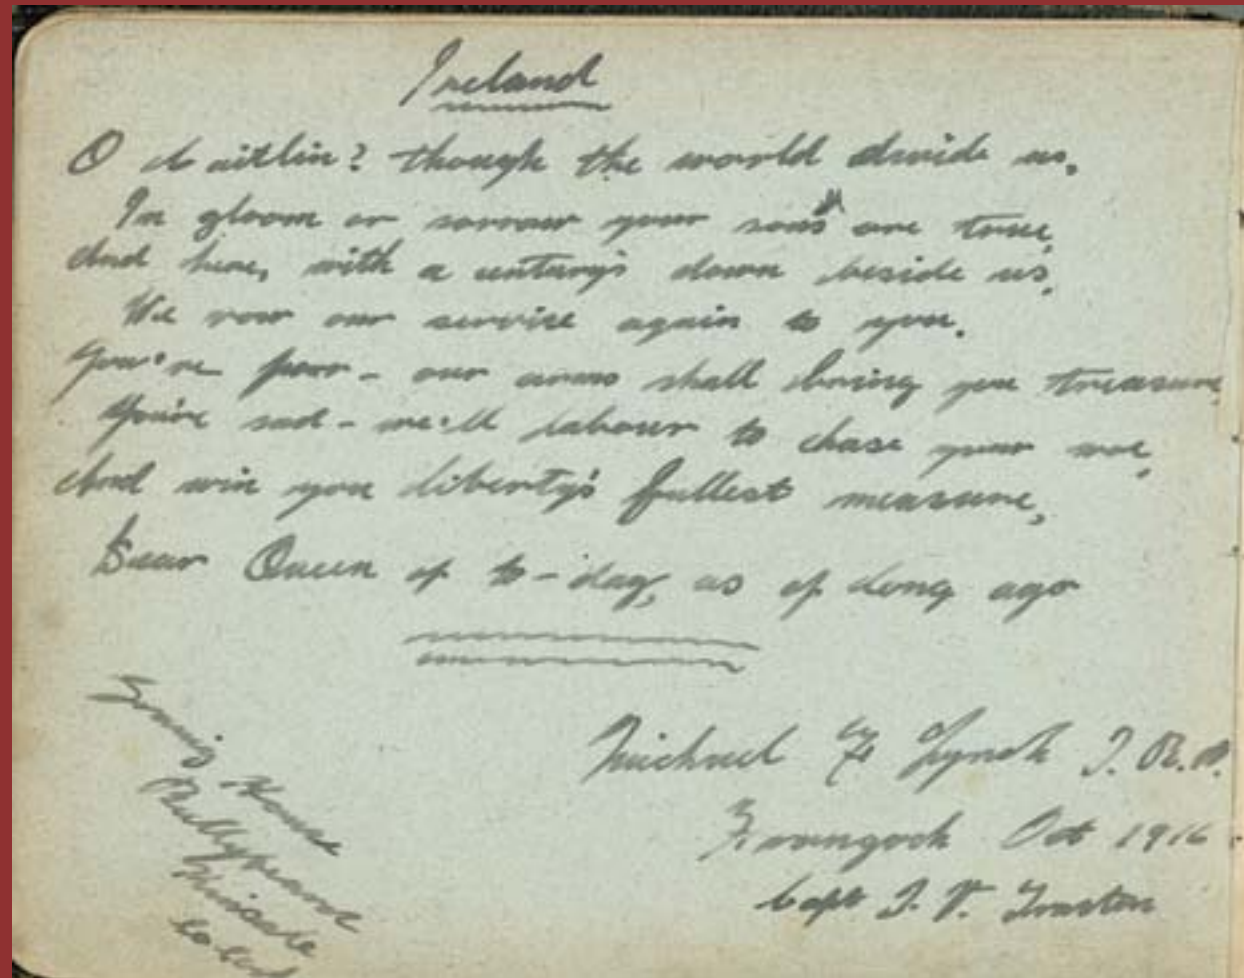 Ireland
O Caitlin? though the world divide us,
In gloom or sorrow your sons are true,
And here, with a century's dawn beside us,
We vow our service again to you.
You're poor - our arms shall bring you treasure,
You're sad - we'll labour to chase your woe,
And win you liberty's fullest measure,
Dear Queen of to-day, as of long ago
Michael F Lynch I.R.A.
Frongoch Oct 1916
Capt I. V. Tracton
House